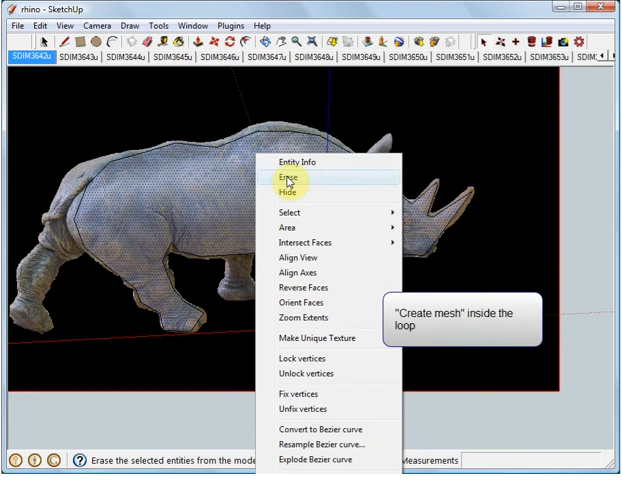 rhino - SketchUp
File Edit View Camera Draw Tools Window Plugins Help
SDIM3642u SDIM3643u SDIM3644u SDIM3645u SDIM3646u SDIM3647u SDIM3648u SDIM3649u SDIM3650u SDIM3651u SDIM3652u SDIM3653u SDIM:
Entity Info
Erase
Hide
Select
Area
Intersect Faces
Align View
Align Axes
Reverse Faces
Orient Faces
Zoom Extents
"Create mesh" inside the
loop
Make Unique Texture
Lock vertices
Unlock vertices
Fix vertices
Unfix vertices
Convert to Bezier curve
Resample Bezier curve...
Explode Bezier curve
Erase the selected entities from the mode
Measurements